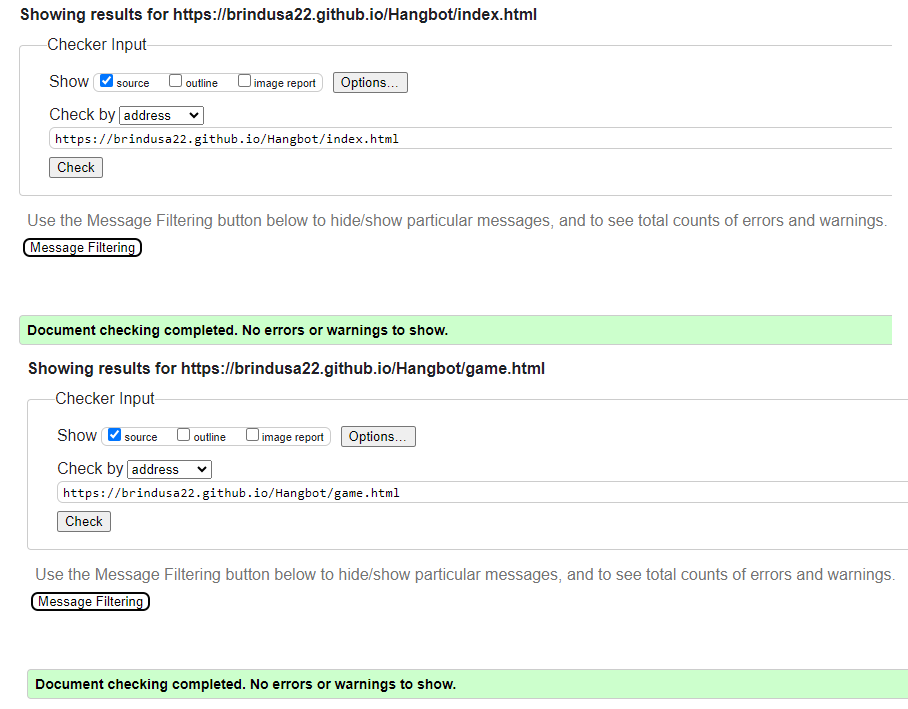 Showing results for https://brindusa22.github.io/Hangbot/index.html
Checker Input
Show source outline image report Options...
Check by address
https://brindusa22.github.io/Hangbot/index.html
Check
Use the Message Filtering button below to hide/show particular messages, and to see total counts of errors and warnings.
Message Filtering
Document checking completed. No errors or warnings to show.
Showing results for https://brindusa22.github.io/Hangbot/game.html
Checker Input
Show source outline image report Options...
Check by address
https://brindusa22.github.io/Hangbot/game.html
Check
Use the Message Filtering button below to hide/show particular messages, and to see total counts of errors and warnings.
Message Filtering
Document checking completed. No errors or warnings to show.